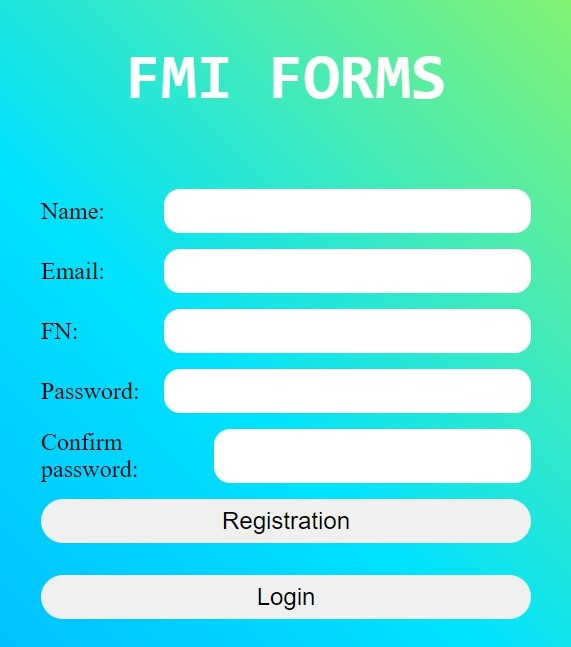 FMI FORMS
Name:
Email:
FN:
Password:
Confirm
password:
Registration
Login